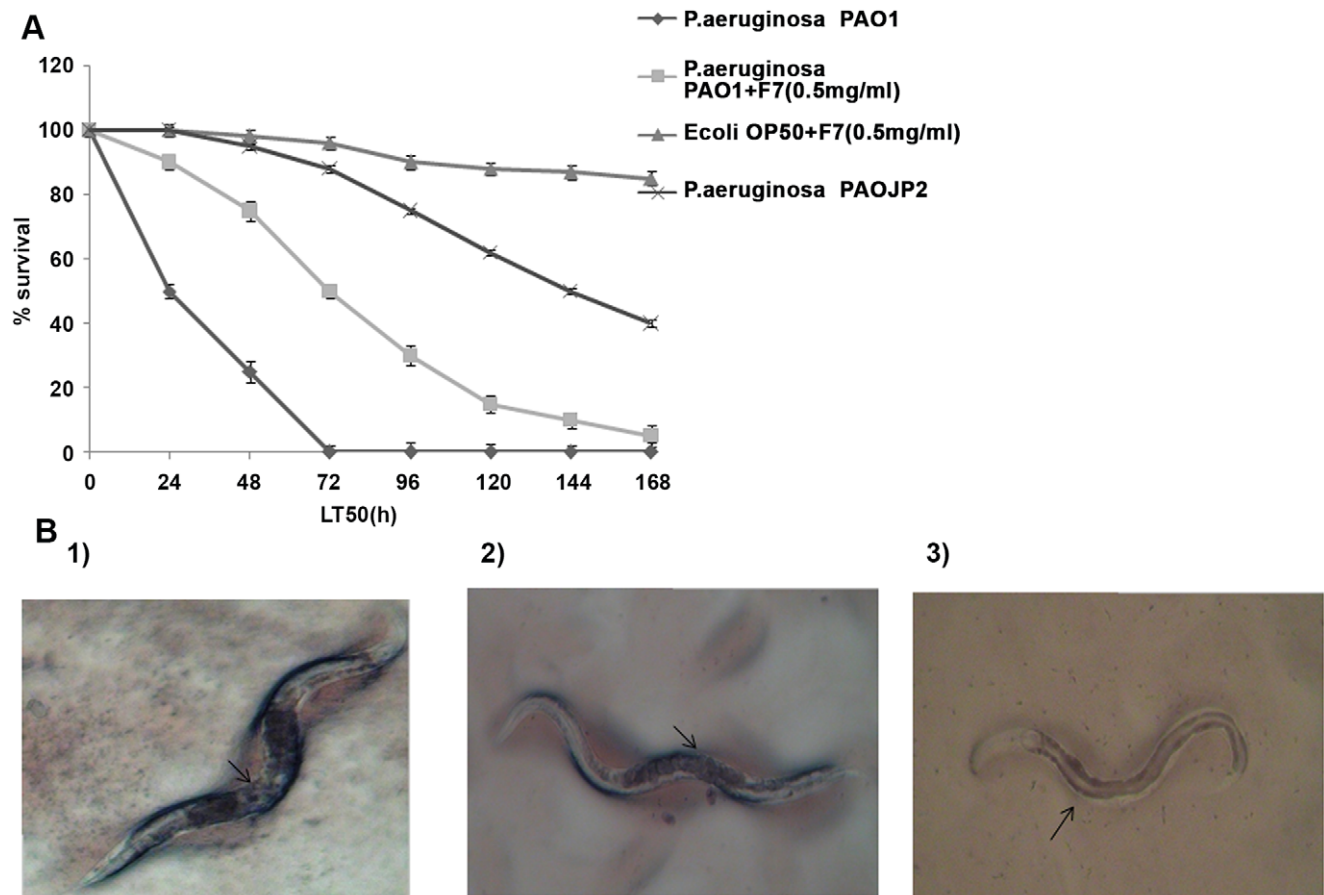 A
P.aeruginosa PAO1
P.aeruginosa
PAO1+F7(0.5mg/ml)
Ecoli OP50+F7(0.5mg/ml)
P.aeruginosa PAOJP2
120
100
80
60
40
20
0
% survival
0 24 48 72 96 120 144 168
LT50(h)
B
1) 2) 3)